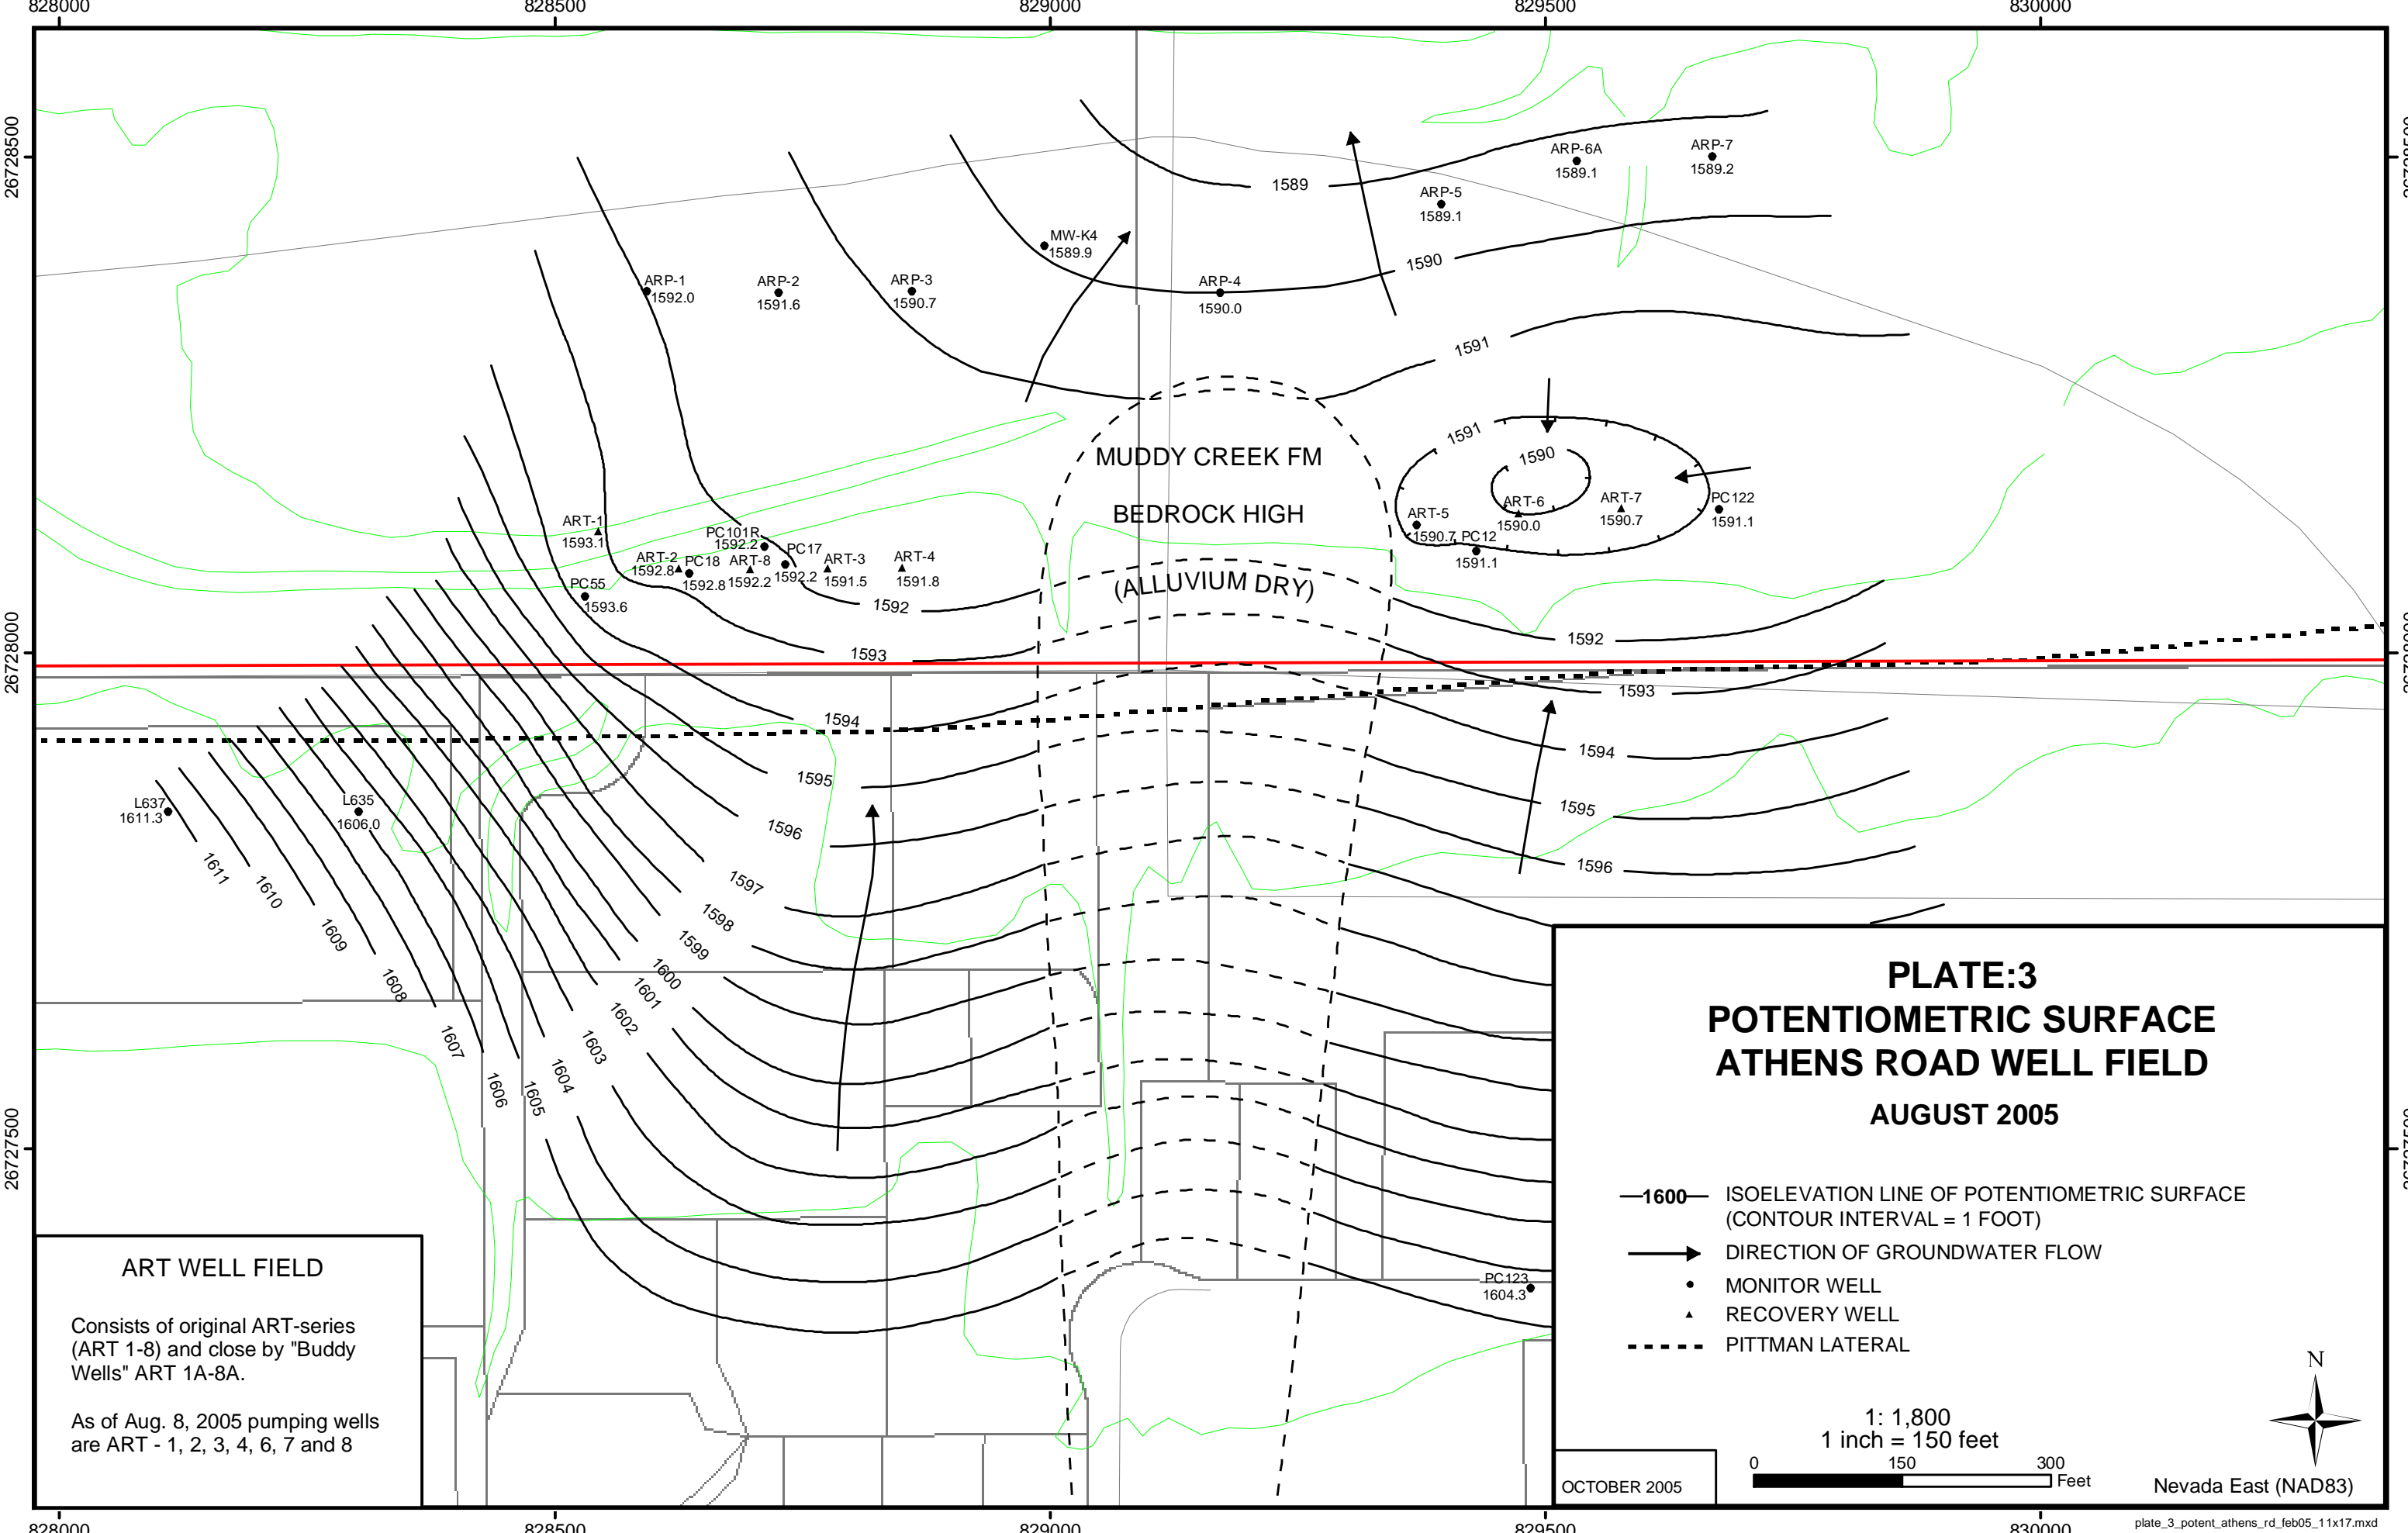 828000
828500
829000
829500
830000
26728500
26728000
26727500
1589
ARP-6A
1589.1
ARP-7
1589.2
ARP-5
1589.1
MW-K4
1589.9
1590
ARP-1
1592.0
ARP-2
1591.6
ARP-3
1590.7
ARP-4
1590.0
1591
MUDDY CREEK FM
BEDROCK HIGH
(ALLUVIUM DRY)
1591
1590
ART-5
1590.7
ART-6
1590.0
ART-7
1590.7
PC122
1591.1
PC12
1591.1
ART-1
1593.1
PC101R
1592.2
ART-2
1592.8
PC18
1592.8
ART-8
1592.2
PC17
1592.2
ART-3
1591.5
ART-4
1591.8
PC55
1593.6
1592
1592
1593
1593
1594
1594
1595
1595
1596
1596
L637
1611.3
L635
1606.0
1597
1598
1599
1600
1601
1602
1603
1604
1605
1606
1607
1608
1609
1610
1611
PC123
1604.3
ART WELL FIELD
Consists of original ART-series
(ART 1-8) and close by "Buddy
Wells" ART 1A-8A.
As of Aug. 8, 2005 pumping wells
are ART - 1, 2, 3, 4, 6, 7 and 8
PLATE:3
POTENTIOMETRIC SURFACE
ATHENS ROAD WELL FIELD
AUGUST 2005
1600
ISOELEVATION LINE OF POTENTIOMETRIC SURFACE
(CONTOUR INTERVAL = 1 FOOT)
DIRECTION OF GROUNDWATER FLOW
MONITOR WELL
RECOVERY WELL
PITTMAN LATERAL
1: 1,800
1 inch = 150 feet
0 150 300
Feet
N
Nevada East (NAD83)
OCTOBER 2005
828000
828500
829000
829500
830000
plate_3_potent_athens_rd_feb05_11x17.mxd